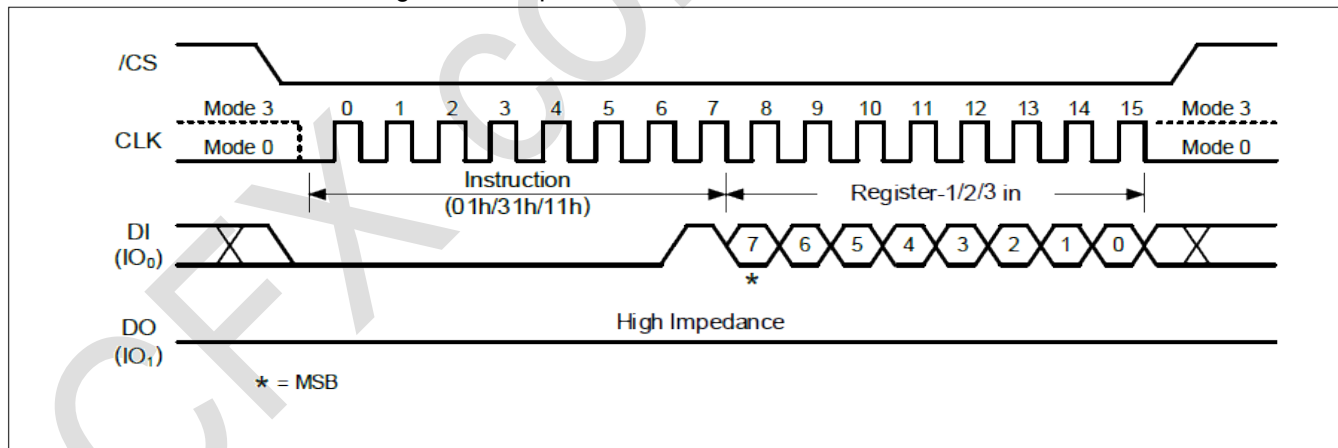 /CS
Mode 3 0 1 2 3 4 5 6 7 8 9 10 11 12 13 14 15 Mode 3
CLK
Mode 0 Mode 0
Instruction
(01h/31h/11h)
Register-1/2/3 in
DI
(IO₀)
7 6 5 4 3 2 1 0
*
High Impedance
DO
(IO₁)
* = MSB
CFX CO